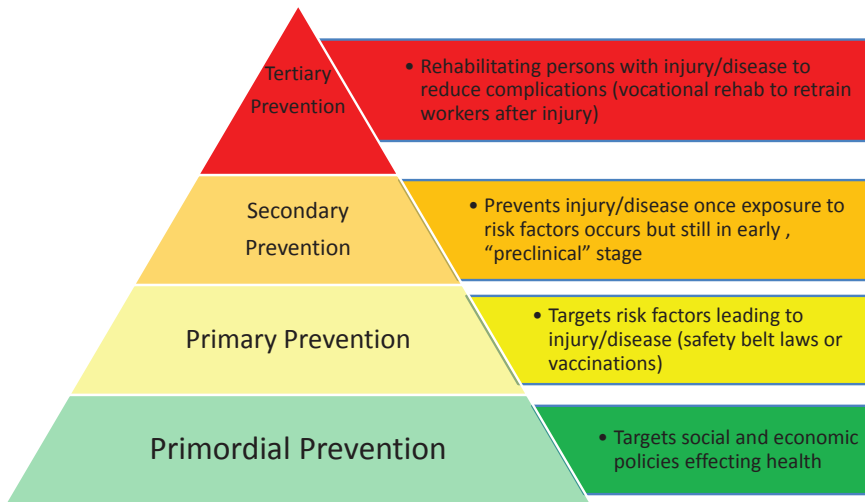 Tertiary
Prevention
• Rehabilitating persons with injury/disease to
reduce complications (vocational rehab to retrain
workers after injury)
Secondary
Prevention
• Prevents injury/disease once exposure to
risk factors occurs but still in early ,
“preclinical” stage
Primary Prevention
• Targets risk factors leading to
injury/disease (safety belt laws or
vaccinations)
Primordial Prevention
• Targets social and economic
policies effecting health